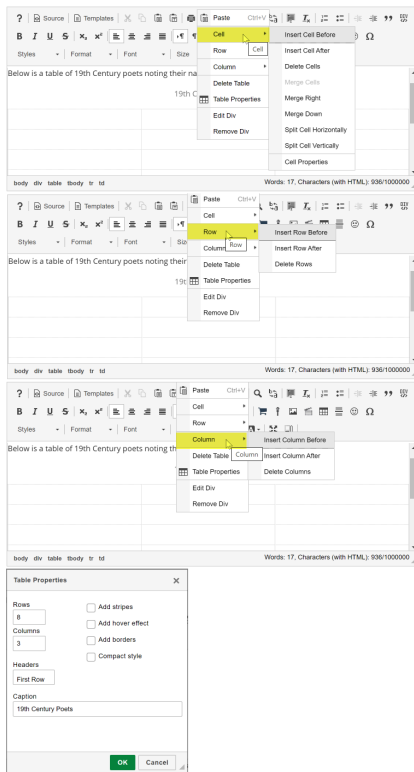 ? Source Templates Paste Ctrl+V
B I U S x₂ x² Cell Insert Cell Before Ω
Styles Format Font Size Row Cell Insert Cell After
Column Delete Cells
Below is a table of 19th Century poets noting their na
Delete Table Merge Cells
19th C Table Properties Merge Right
Edit Div Merge Down
Remove Div Split Cell Horizontally
Split Cell Vertically
Cell Properties
body div table tbody tr td Words: 17, Characters (with HTML): 936/1000000
? Source Templates Paste Ctrl+V
Cell
B I U S x₂ x² Row Insert Row Before Ω
Styles Format Font Siz Column Row Insert Row After
Below is a table of 19th Century poets noting their Delete Table Delete Rows
19t Table Properties
Edit Div
Remove Div
body div table tbody tr td Words: 17, Characters (with HTML): 936/1000000
? Source Templates Paste Ctrl+V
B I U S x₂ x² Cell Ω
Styles Format Font Row
Column Insert Column Before
Below is a table of 19th Century poets noting th Delete Table Column Insert Column After
Table Properties Delete Columns
Edit Div
Remove Div
body div table tbody tr td Words: 17, Characters (with HTML): 936/1000000
Table Properties ×
Rows Add stripes
8
Add hover effect
Columns
3 Add borders
Compact style
Headers
First Row
Caption
19th Century Poets
OK Cancel